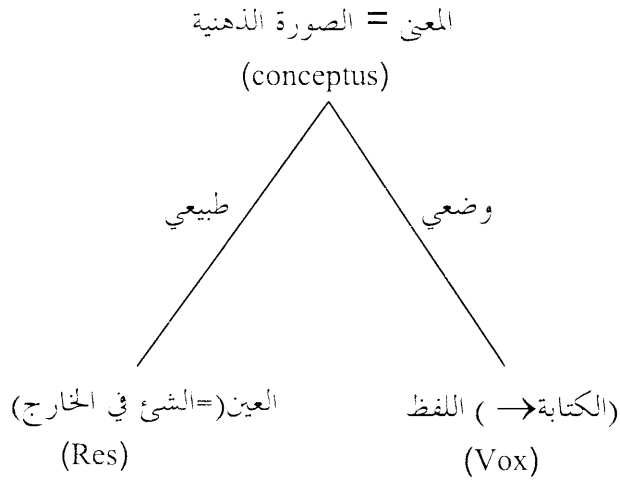 المعنى = الصورة الذهنية
(conceptus)
وضعي
طبيعي
(الكتابة→) اللفظ
(Vox)
العين(=الشئ في الخارج)
(Res)